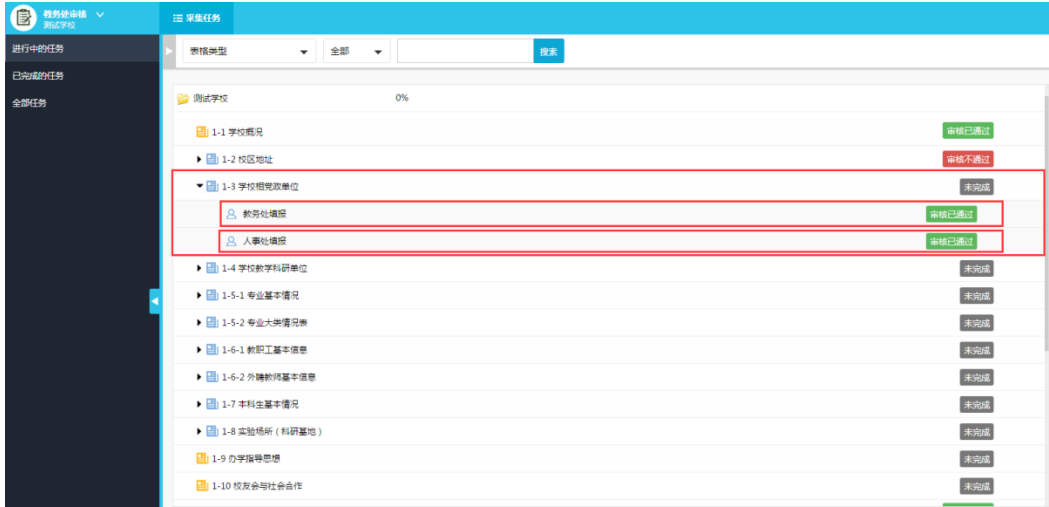 教务处审核
测试学校
采集任务
进行中的任务
已完成的任务
全部任务
表格类型 全部 搜索
测试学校 0%
1-1 学校概况 审核已通过
1-2 校区地址 审核不通过
1-3 学校相党政单位 未完成
教务处填报 审核已通过
人事处填报 审核已通过
1-4 学校教学科研单位 未完成
1-5-1 专业基本情况 未完成
1-5-2 专业大类情况表 未完成
1-6-1 教职工基本信息 未完成
1-6-2 外聘教师基本信息 未完成
1-7 本科生基本情况 未完成
1-8 实验场所（科研基地） 未完成
1-9 办学指导思想 未完成
1-10 校友会与社会合作 未完成